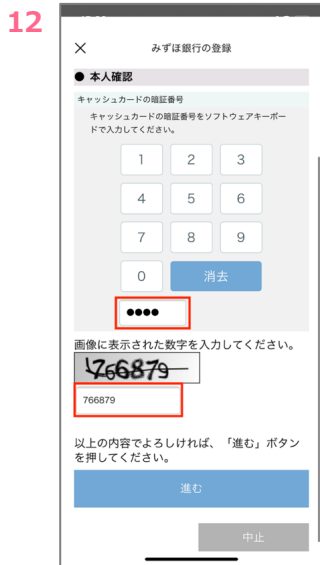 12
みずほ銀行の登録
● 本人確認
キャッシュカードの暗証番号
キャッシュカードの暗証番号をソフトウェアキーボー
ドで入力してください。
1 2 3
4 5 6
7 8 9
0 消去
●●●●
画像に表示された数字を入力してください。
766879
766879
以上の内容でよろしければ、「進む」ボタン
を押してください。
進む
中止